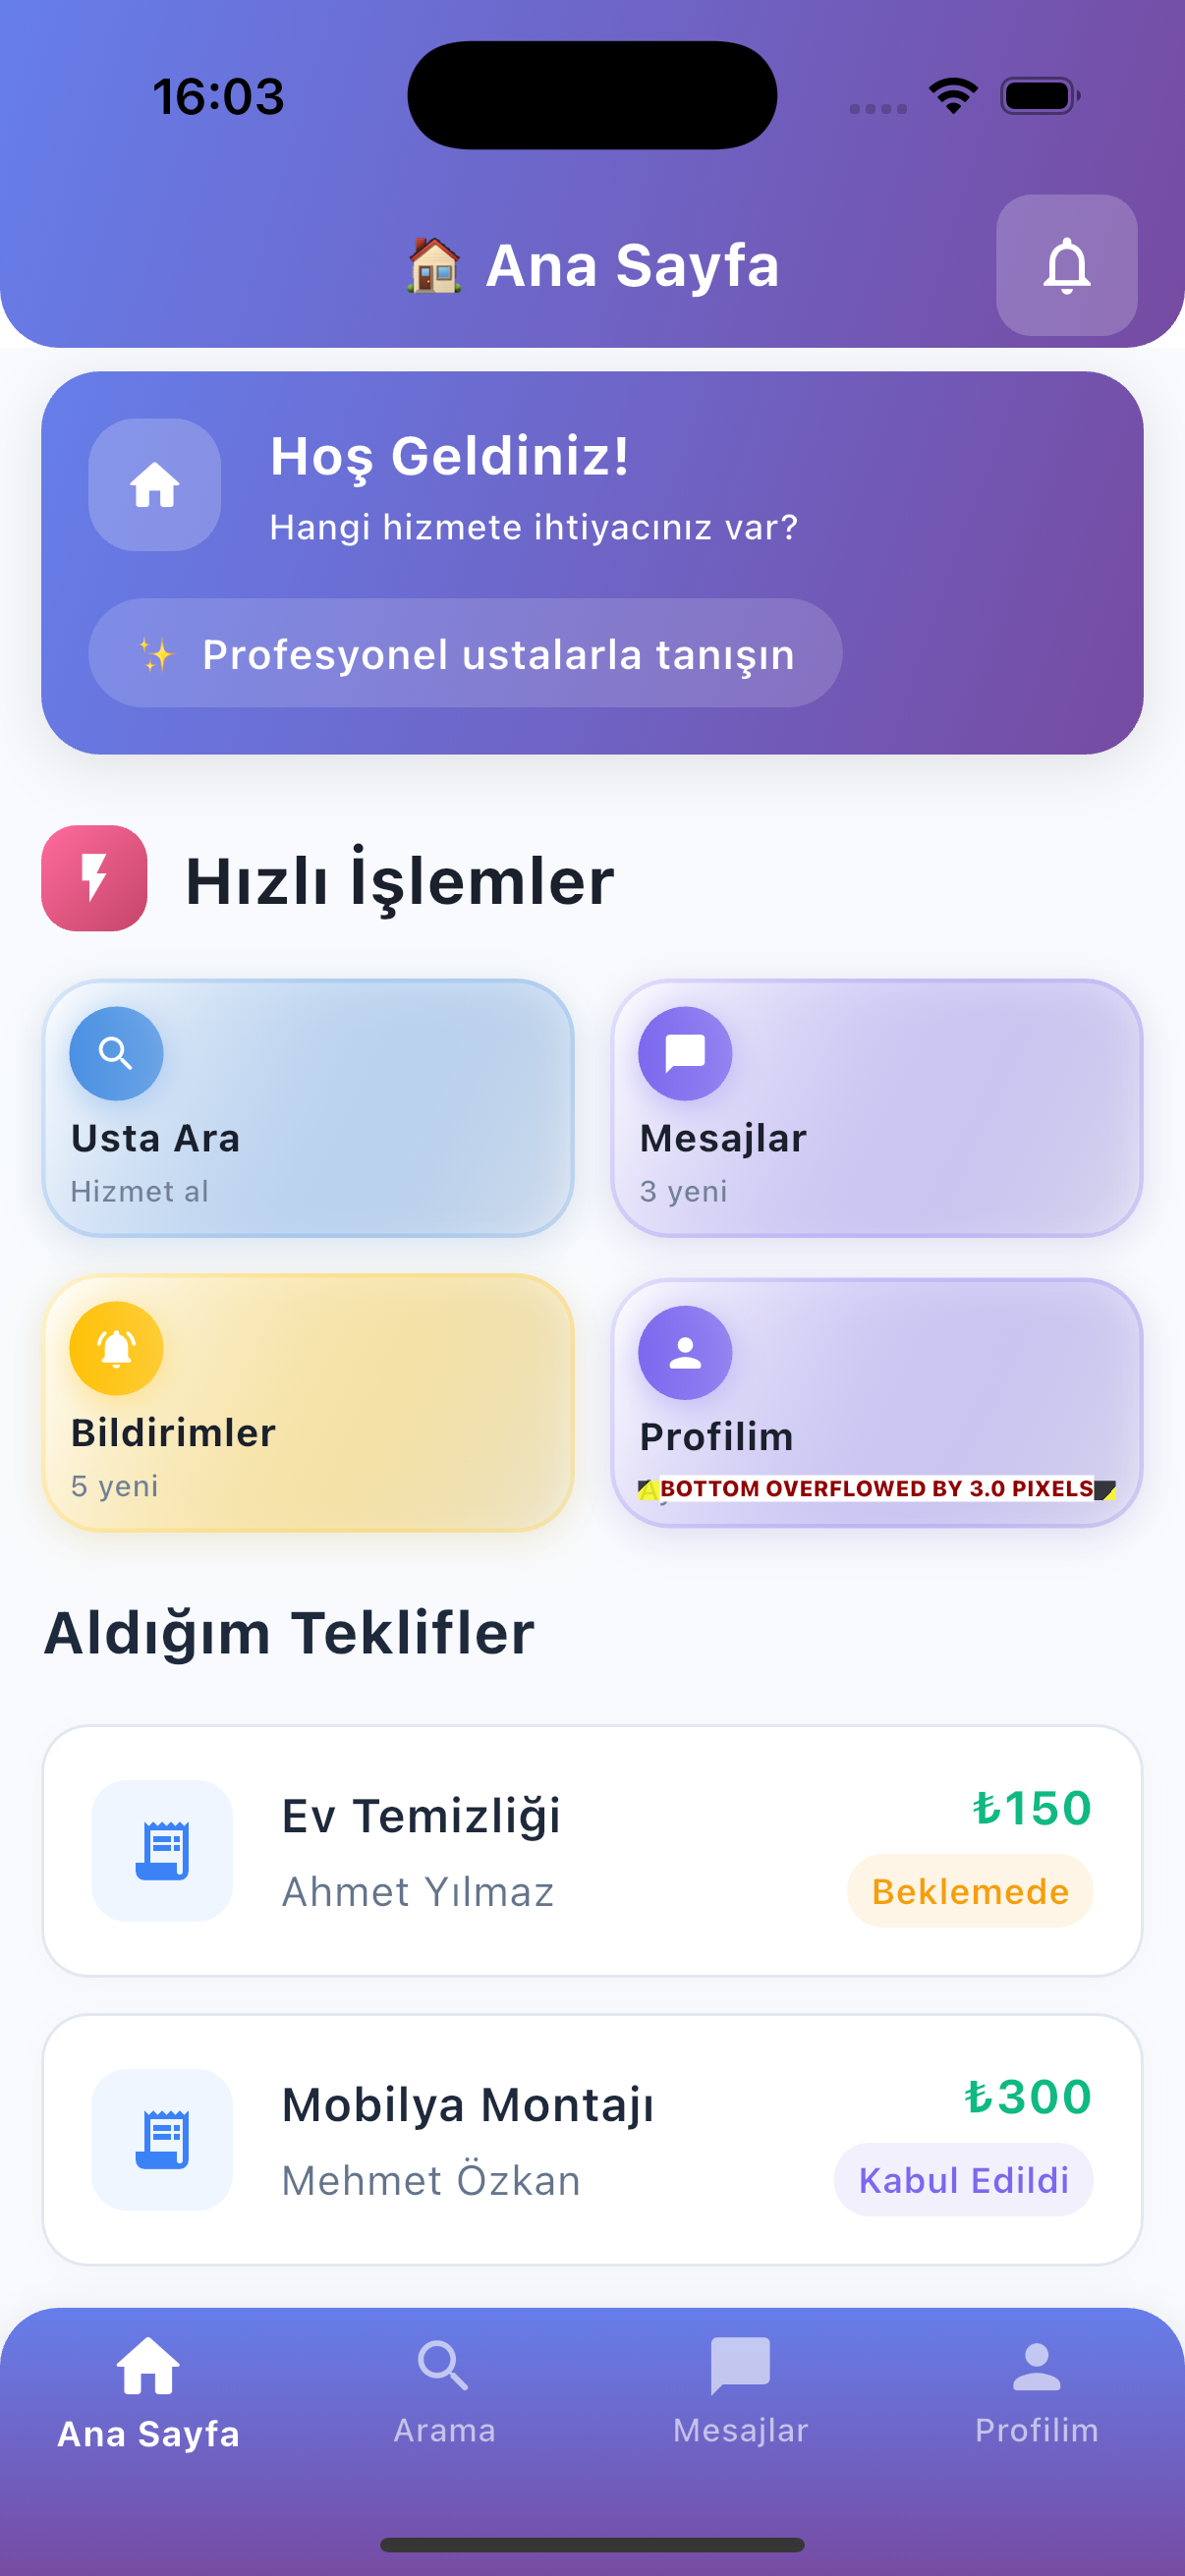 16:03
Ana Sayfa
Hoş Geldiniz!
Hangi hizmete ihtiyacınız var?
Profesyonel ustalarla tanışın
Hızlı İşlemler
Usta Ara
Hizmet al
Mesajlar
3 yeni
Bildirimler
5 yeni
Profilim
BOTTOM OVERFLOWED BY 3.0 PIXELS
Aldığım Teklifler
Ev Temizliği
₺150
Ahmet Yılmaz
Beklemede
Mobilya Montajı
₺300
Mehmet Özkan
Kabul Edildi
Ana Sayfa
Arama
Mesajlar
Profilim